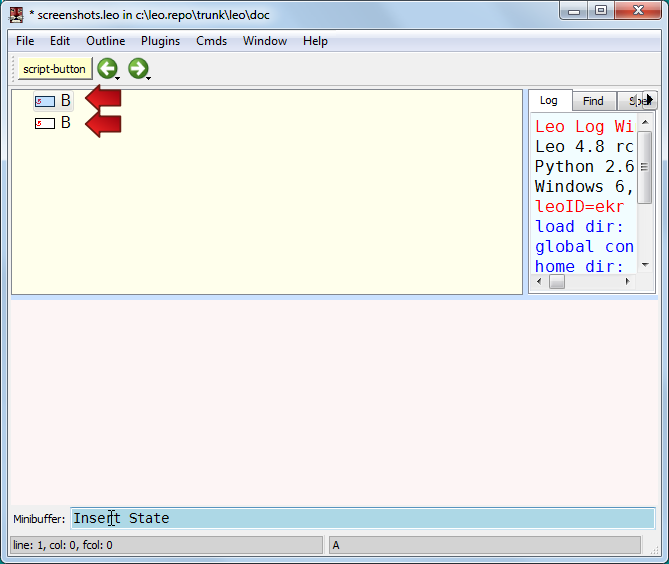 * screenshots.leo in c:\leo.repo\trunk\leo\doc
File Edit Outline Plugins Cmds Window Help
script-button
B
B
Log Find Spe
Leo Log Wi
Leo 4.8 rc
Python 2.6
Windows 6,
leoID=ekr
load dir:
global con
home dir:
Minibuffer: Insert State
line: 1, col: 0, fcol: 0
A